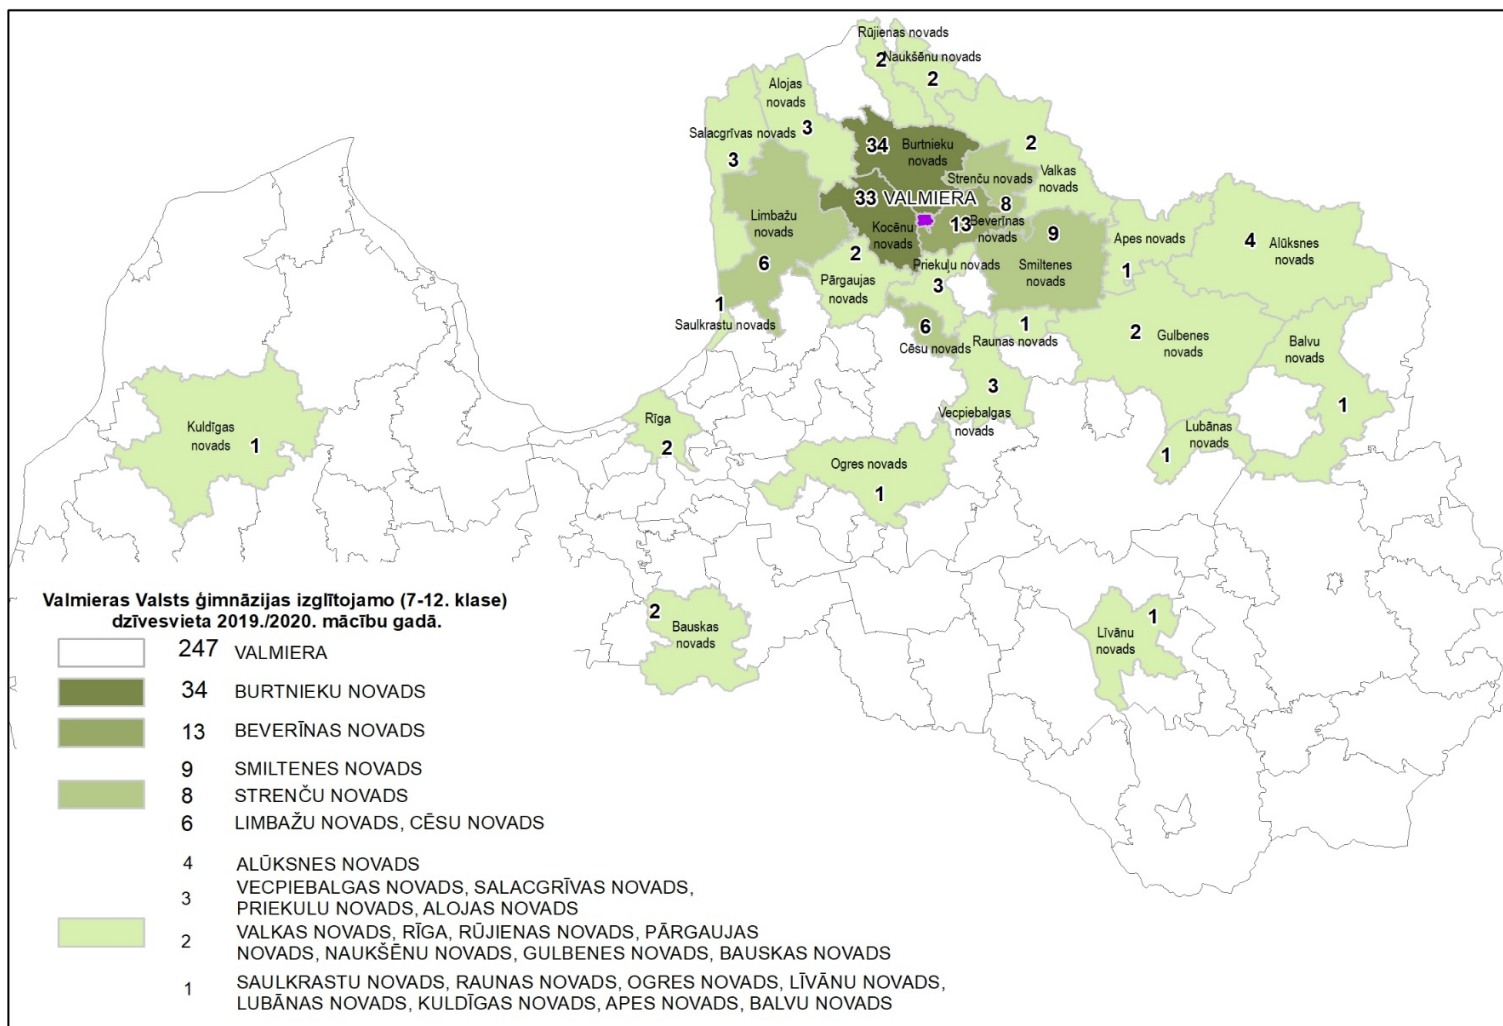 Rūjienas novads
2
Naukšēnu novads
2
Alojas
novads
3
Salacgrīvas novads
3
34
Burtnieku
novads
2
Valkas
novads
Strenču novads
8
33
VALMIERA
Kocēnu
novads
13
Beverīnas
novads
Limbažu
novads
6
9
Smiltenes
novads
Apes novads
1
4
Alūksnes
novads
2
Pārgaujas
novads
Priekuļu novads
3
1
Saulkrastu novads
6
Cēsu novads
1
Raunas novads
2
Gulbenes
novads
Balvu
novads
1
3
Vecpiebalgas
novads
Lubānas
novads
1
Kuldīgas
novads
1
Rīga
2
Ogres novads
1
2
Bauskas
novads
1
Līvānu
novads
Valmieras Valsts ģimnāzijas izglītojamo (7-12. klase)
dzīvesvieta 2019./2020. mācību gadā.
247 VALMIERA
34 BURTNIEKU NOVADS
13 BEVERĪNAS NOVADS
9 SMILTENES NOVADS
8 STRENČU NOVADS
6 LIMBAŽU NOVADS, CĒSU NOVADS
4 ALŪKSNES NOVADS
3 VECPIEBALGAS NOVADS, SALACGRĪVAS NOVADS,
PRIEKULU NOVADS, ALOJAS NOVADS
2 VALKAS NOVADS, RĪGA, RŪJIENAS NOVADS, PĀRGAUJAS
NOVADS, NAUKŠĒNU NOVADS, GULBENES NOVADS, BAUSKAS NOVADS
1 SAULKRASTU NOVADS, RAUNAS NOVADS, OGRES NOVADS, LĪVĀNU NOVADS,
LUBĀNAS NOVADS, KULDĪGAS NOVADS, APES NOVADS, BALVU NOVADS